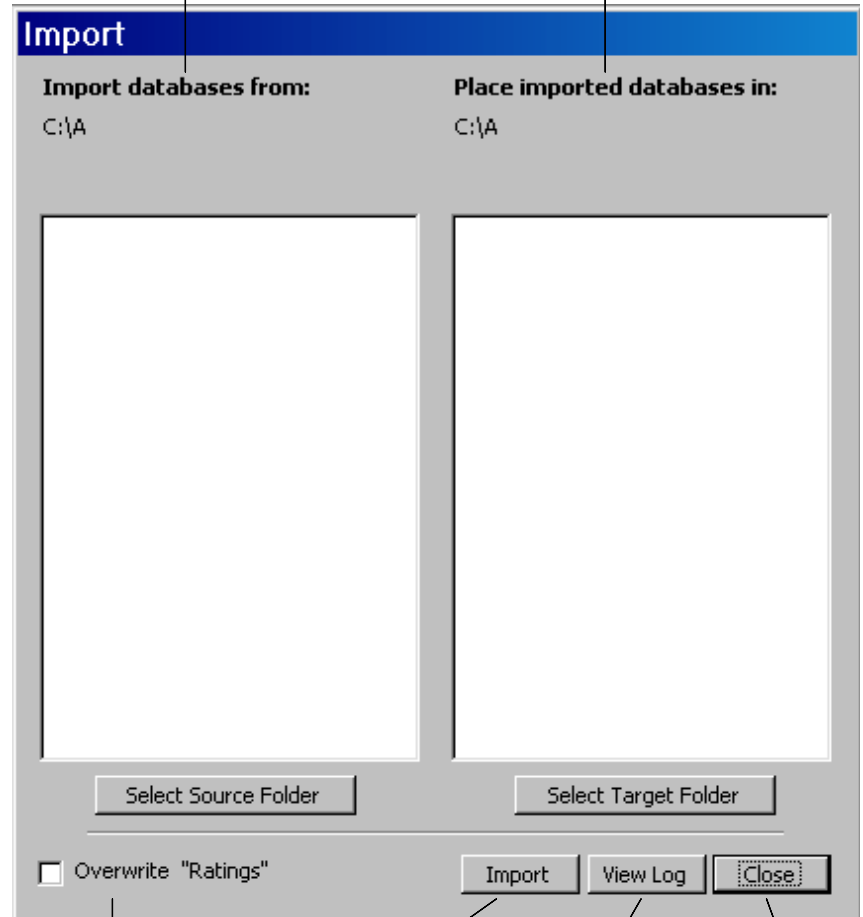 Import
Import databases from:
C:\A
Place imported databases in:
C:\A
Select Source Folder
Select Target Folder
Overwrite "Ratings"
Import
View Log
Close